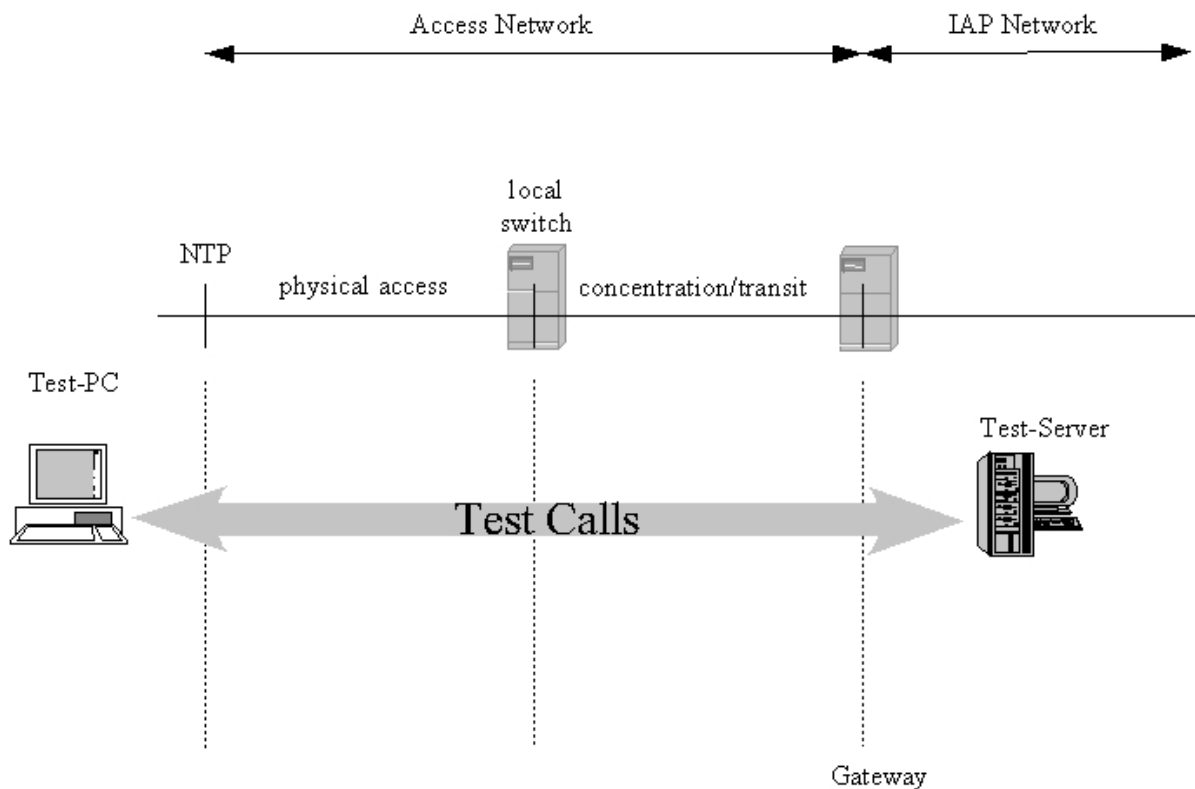 Access Network
IAP Network
local
switch
NTP
physical access
concentration/transit
Test-PC
Test-Server
Test Calls
Gateway